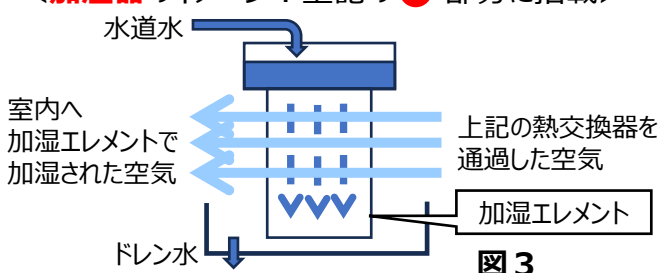 水道水
室内へ
加湿エレメントで
加湿された空気
上記の熱交換器を
通過した空気
加湿エレメント
ドレン水
図３